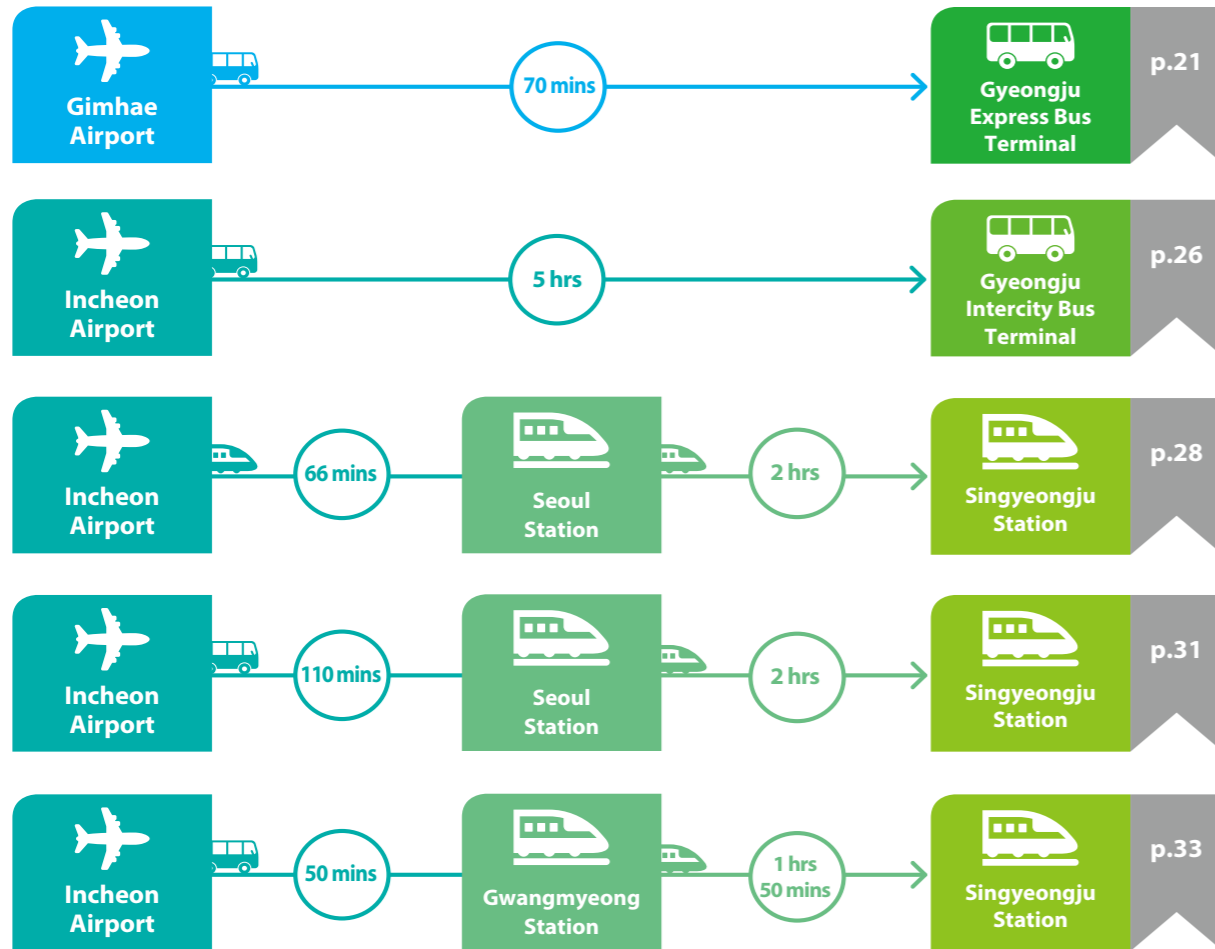 Gimhae
Airport
70 mins
Gyeongju
Express Bus
Terminal
p.21
Incheon
Airport
5 hrs
Gyeongju
Intercity Bus
Terminal
p.26
Incheon
Airport
66 mins
Seoul
Station
2 hrs
Singyeongju
Station
p.28
Incheon
Airport
110 mins
Seoul
Station
2 hrs
Singyeongju
Station
p.31
Incheon
Airport
50 mins
Gwangmyeong
Station
1 hrs
50 mins
Singyeongju
Station
p.33